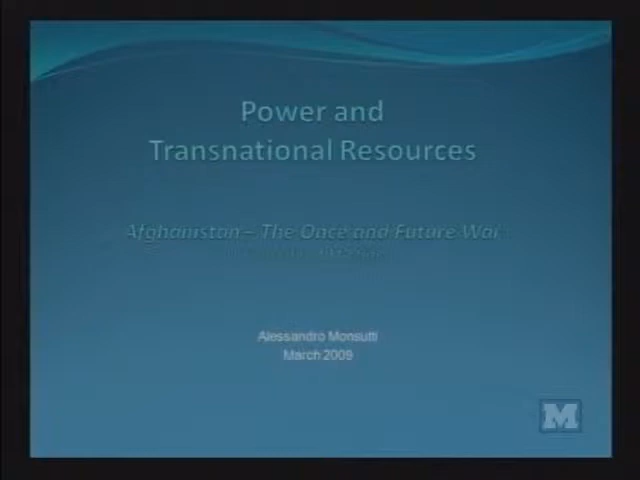 Power and
Transnational Resources
Afghanistan – The Once and Future War
Alessandro Monsutti
March 2009
M